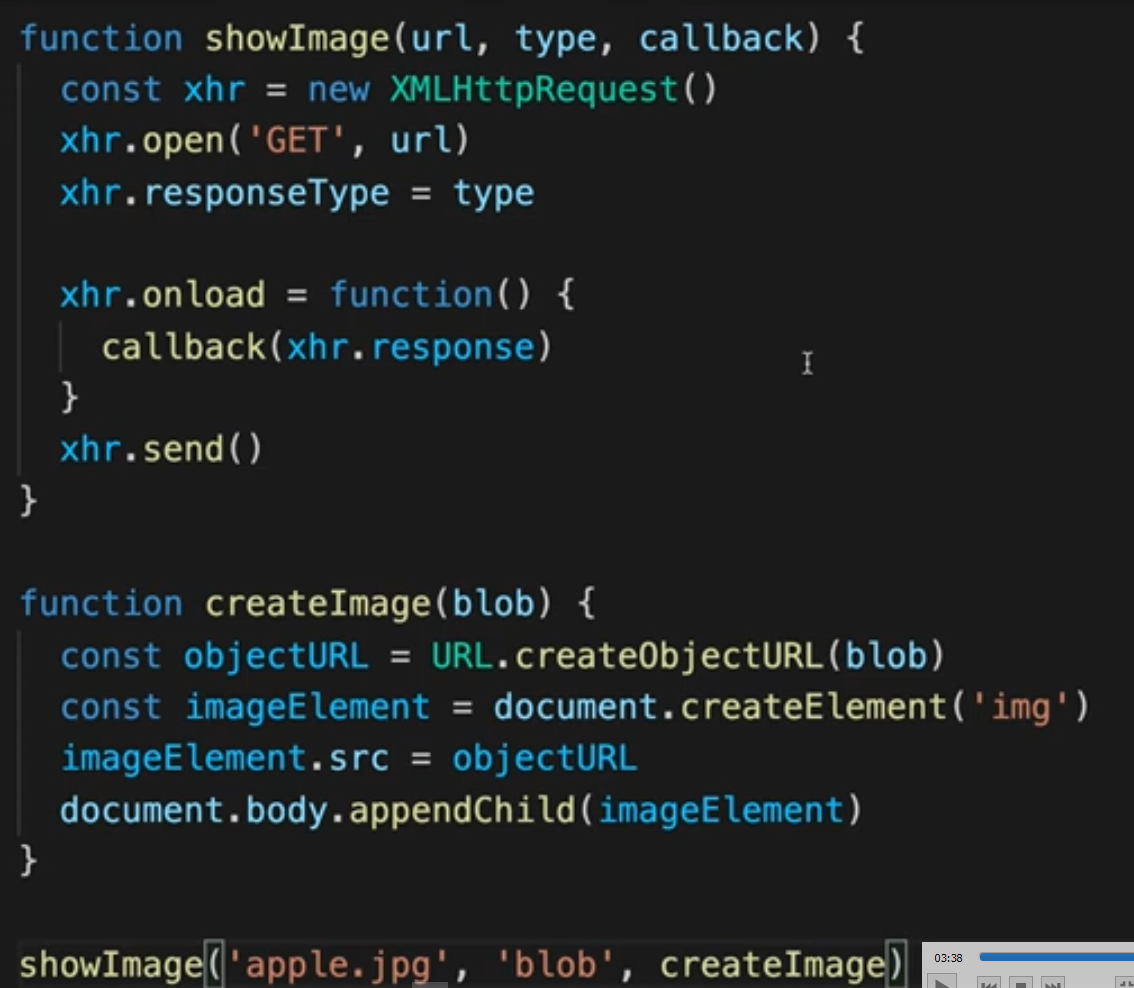 function showImage(url, type, callback) {
  const xhr = new XMLHttpRequest()
  xhr.open('GET', url)
  xhr.responseType = type

  xhr.onload = function() {
    callback(xhr.response)
  }
  xhr.send()
}

function createImage(blob) {
  const objectURL = URL.createObjectURL(blob)
  const imageElement = document.createElement('img')
  imageElement.src = objectURL
  document.body.appendChild(imageElement)
}

showImage('apple.jpg', 'blob', createImage)
03:38